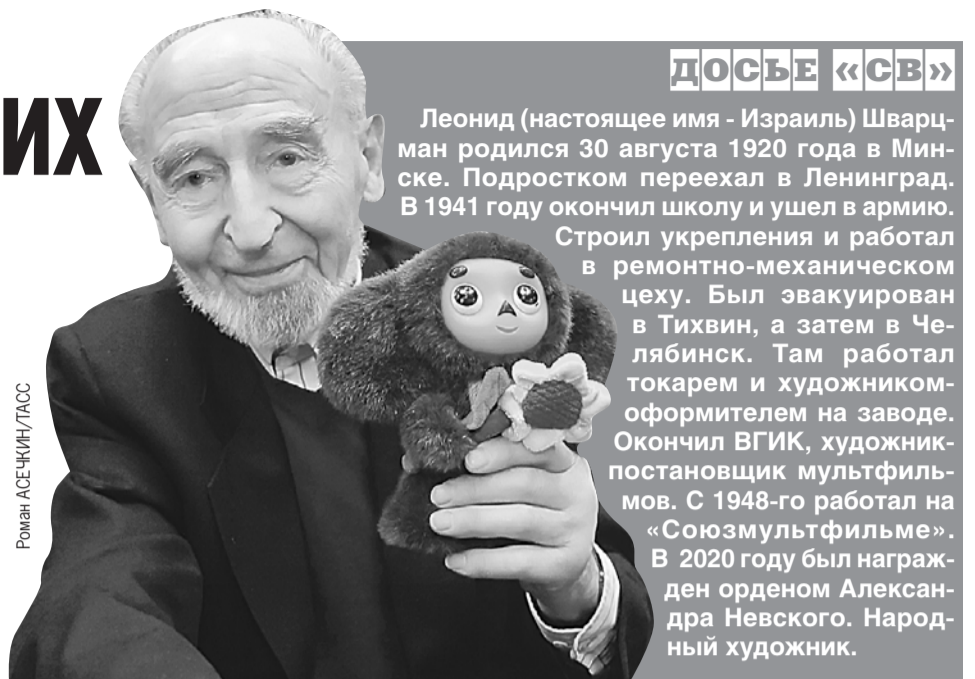 ИХ
ДОСЬЕ «СВ»
Леонид (настоящее имя - Израиль) Шварц-
ман родился 30 августа 1920 года в Мин-
ске. Подростком переехал в Ленинград.
В 1941 году окончил школу и ушел в армию.
Строил укрепления и работал
в ремонтно-механическом
цеху. Был эвакуирован
в Тихвин, а затем в Че-
лябинск. Там работал
токарем и художником-
оформителем на заводе.
Окончил ВГИК, художник-
постановщик мультфиль-
мов. С 1948-го работал на
«Союзмультфильме».
В 2020 году был награж-
ден орденом Алексан-
дра Невского. Народ-
ный художник.
Роман АСЕЧКИН/ТАСС